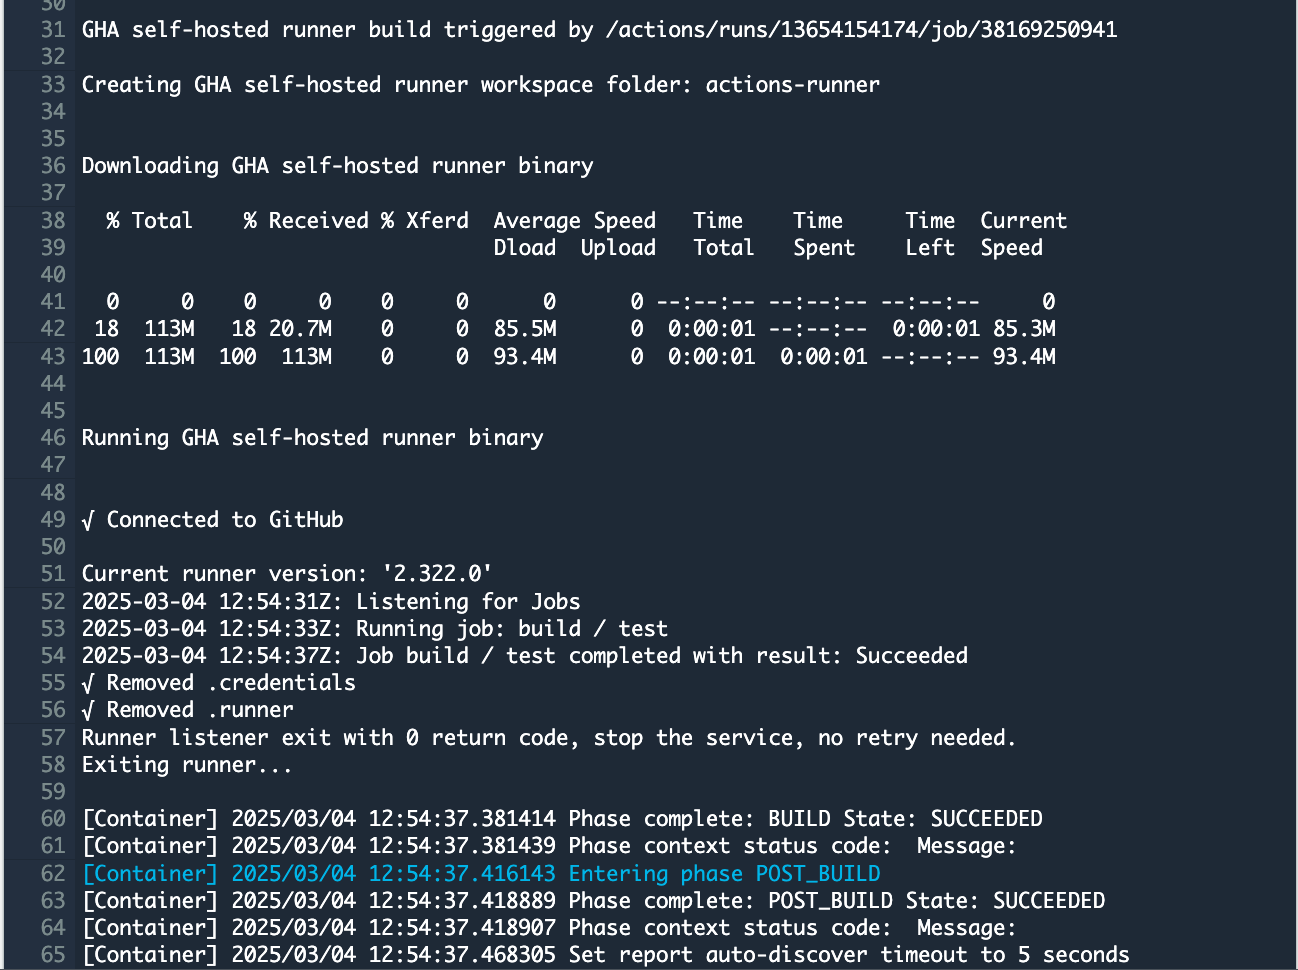 30
31 GHA self-hosted runner build triggered by /actions/runs/13654154174/job/38169250941
32
33 Creating GHA self-hosted runner workspace folder: actions-runner
34
35
36 Downloading GHA self-hosted runner binary
37
38   % Total    % Received % Xferd  Average Speed   Time    Time     Time  Current
39                                  Dload  Upload   Total   Spent    Left  Speed
40
41   0     0    0     0    0     0      0      0 --:--:-- --:--:-- --:--:--     0
42  18  113M   18 20.7M    0     0  85.5M      0  0:00:01 --:--:--  0:00:01 85.3M
43 100  113M  100  113M    0     0  93.4M      0  0:00:01  0:00:01 --:--:-- 93.4M
44
45
46 Running GHA self-hosted runner binary
47
48
49 √ Connected to GitHub
50
51 Current runner version: '2.322.0'
52 2025-03-04 12:54:31Z: Listening for Jobs
53 2025-03-04 12:54:33Z: Running job: build / test
54 2025-03-04 12:54:37Z: Job build / test completed with result: Succeeded
55 √ Removed .credentials
56 √ Removed .runner
57 Runner listener exit with 0 return code, stop the service, no retry needed.
58 Exiting runner...
59
60 [Container] 2025/03/04 12:54:37.381414 Phase complete: BUILD State: SUCCEEDED
61 [Container] 2025/03/04 12:54:37.381439 Phase context status code:  Message:
62 [Container] 2025/03/04 12:54:37.416143 Entering phase POST_BUILD
63 [Container] 2025/03/04 12:54:37.418889 Phase complete: POST_BUILD State: SUCCEEDED
64 [Container] 2025/03/04 12:54:37.418907 Phase context status code:  Message:
65 [Container] 2025/03/04 12:54:37.468305 Set report auto-discover timeout to 5 seconds